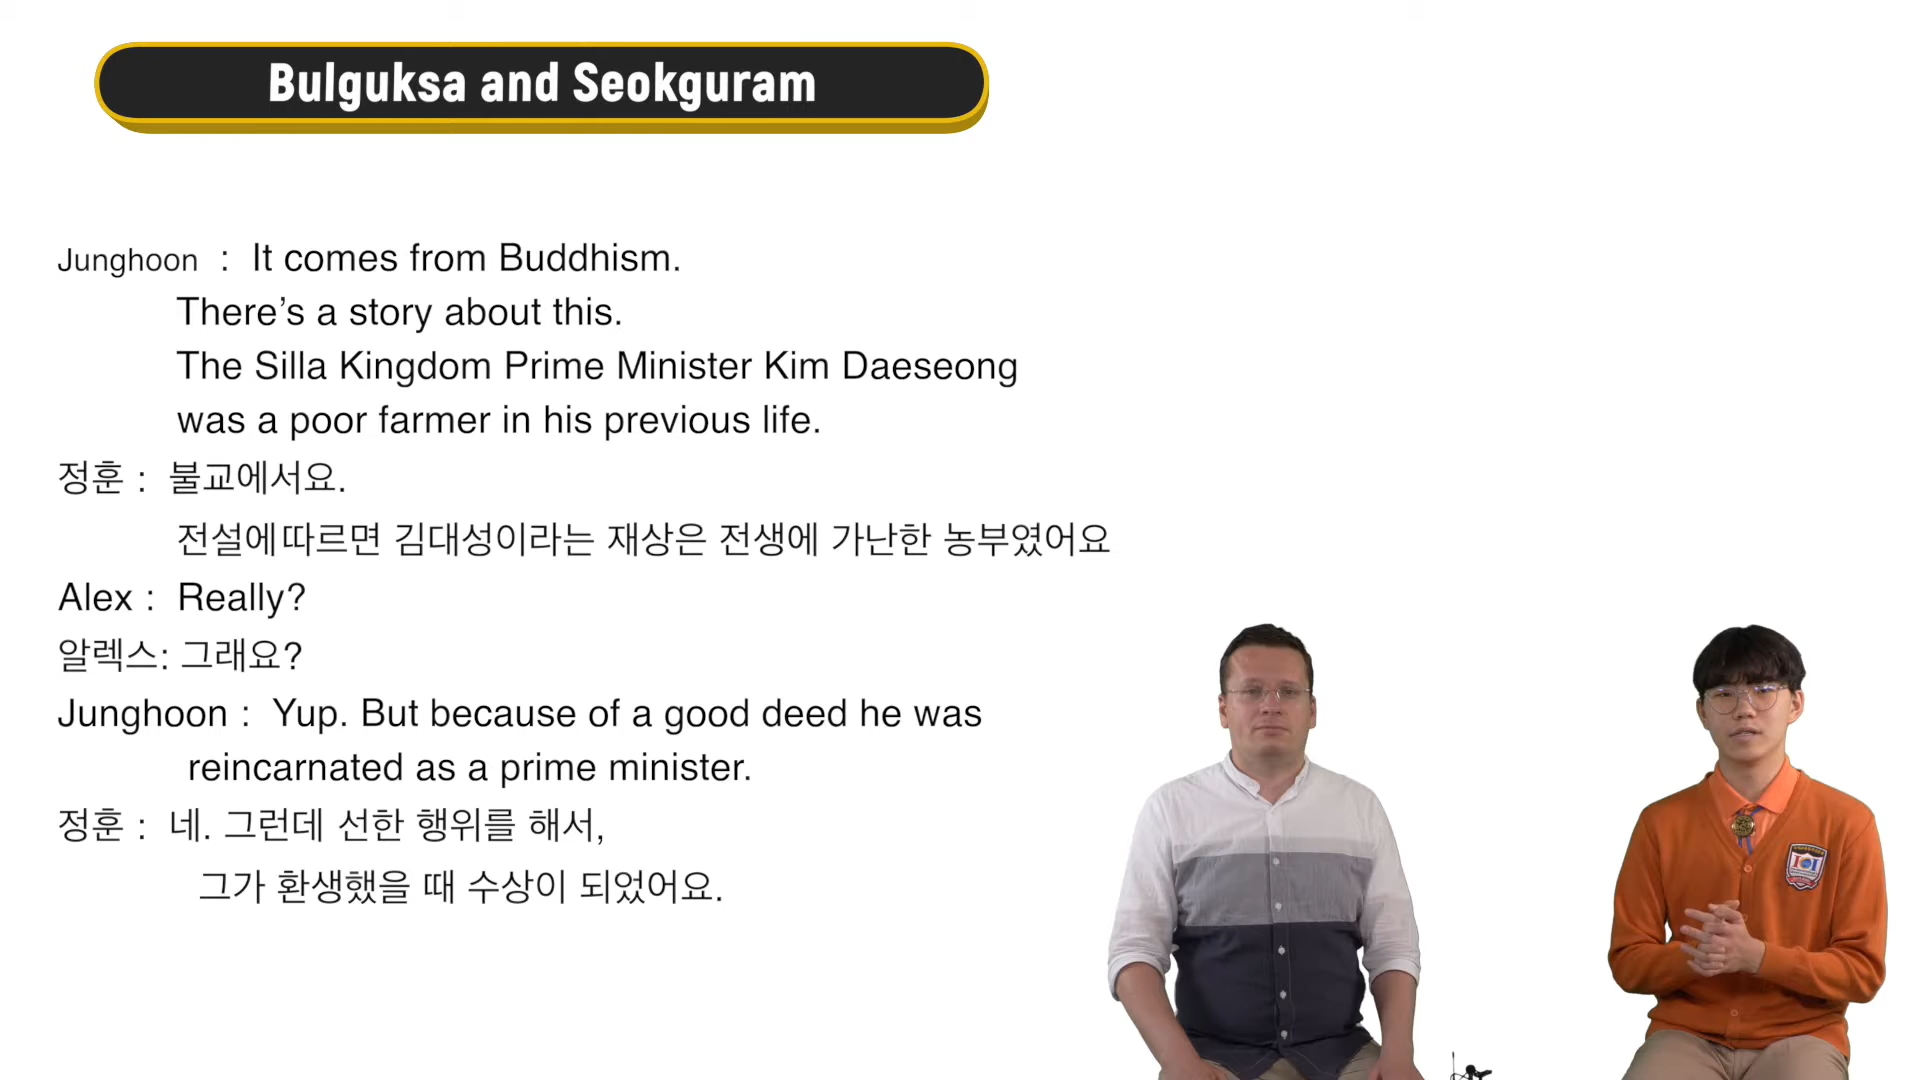 Bulguksa and Seokguram
Junghoon : It comes from Buddhism.
There’s a story about this.
The Silla Kingdom Prime Minister Kim Daeseong
was a poor farmer in his previous life.
정훈 : 불교에서요.
전설에따르면 김대성이라는 재상은 전생에 가난한 농부였어요
Alex : Really?
알렉스: 그래요?
Junghoon : Yup. But because of a good deed he was
reincarnated as a prime minister.
정훈 : 네. 그런데 선한 행위를 해서,
그가 환생했을 때 수상이 되었어요.